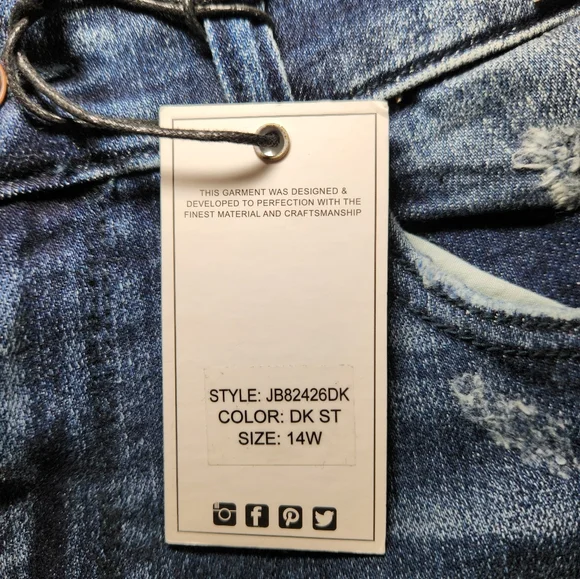 THIS GARMENT WAS DESIGNED &
DEVELOPED TO PERFECTION WITH THE
FINEST MATERIAL AND CRAFTSMANSHIP
STYLE: JB82426DK
COLOR: DK ST
SIZE: 14W